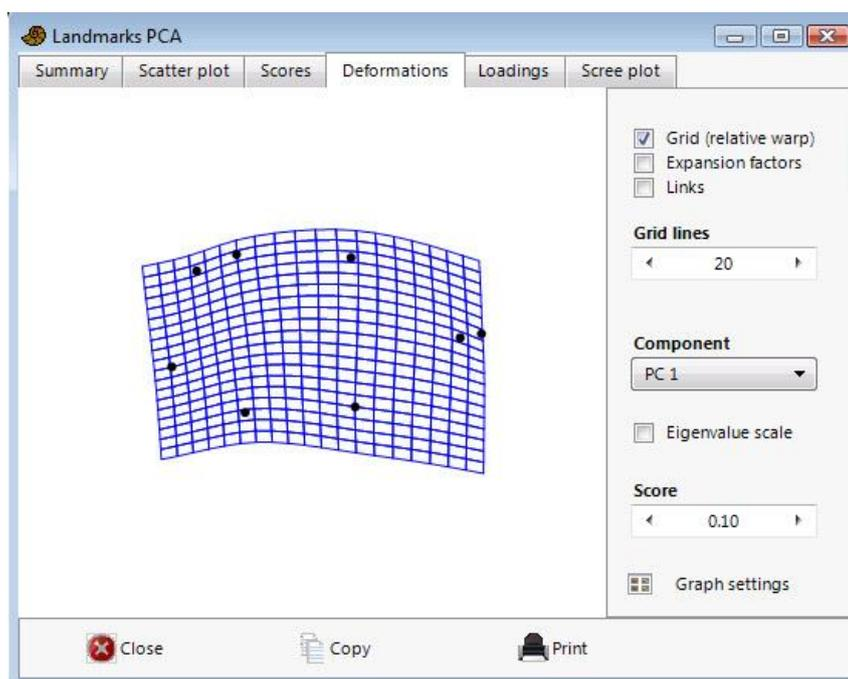 Landmarks PCA
Summary Scatter plot Scores Deformations Loadings Scree plot
Grid (relative warp)
Expansion factors
Links
Grid lines
20
Component
PC 1
Eigenvalue scale
Score
0.10
Graph settings
Close Copy Print